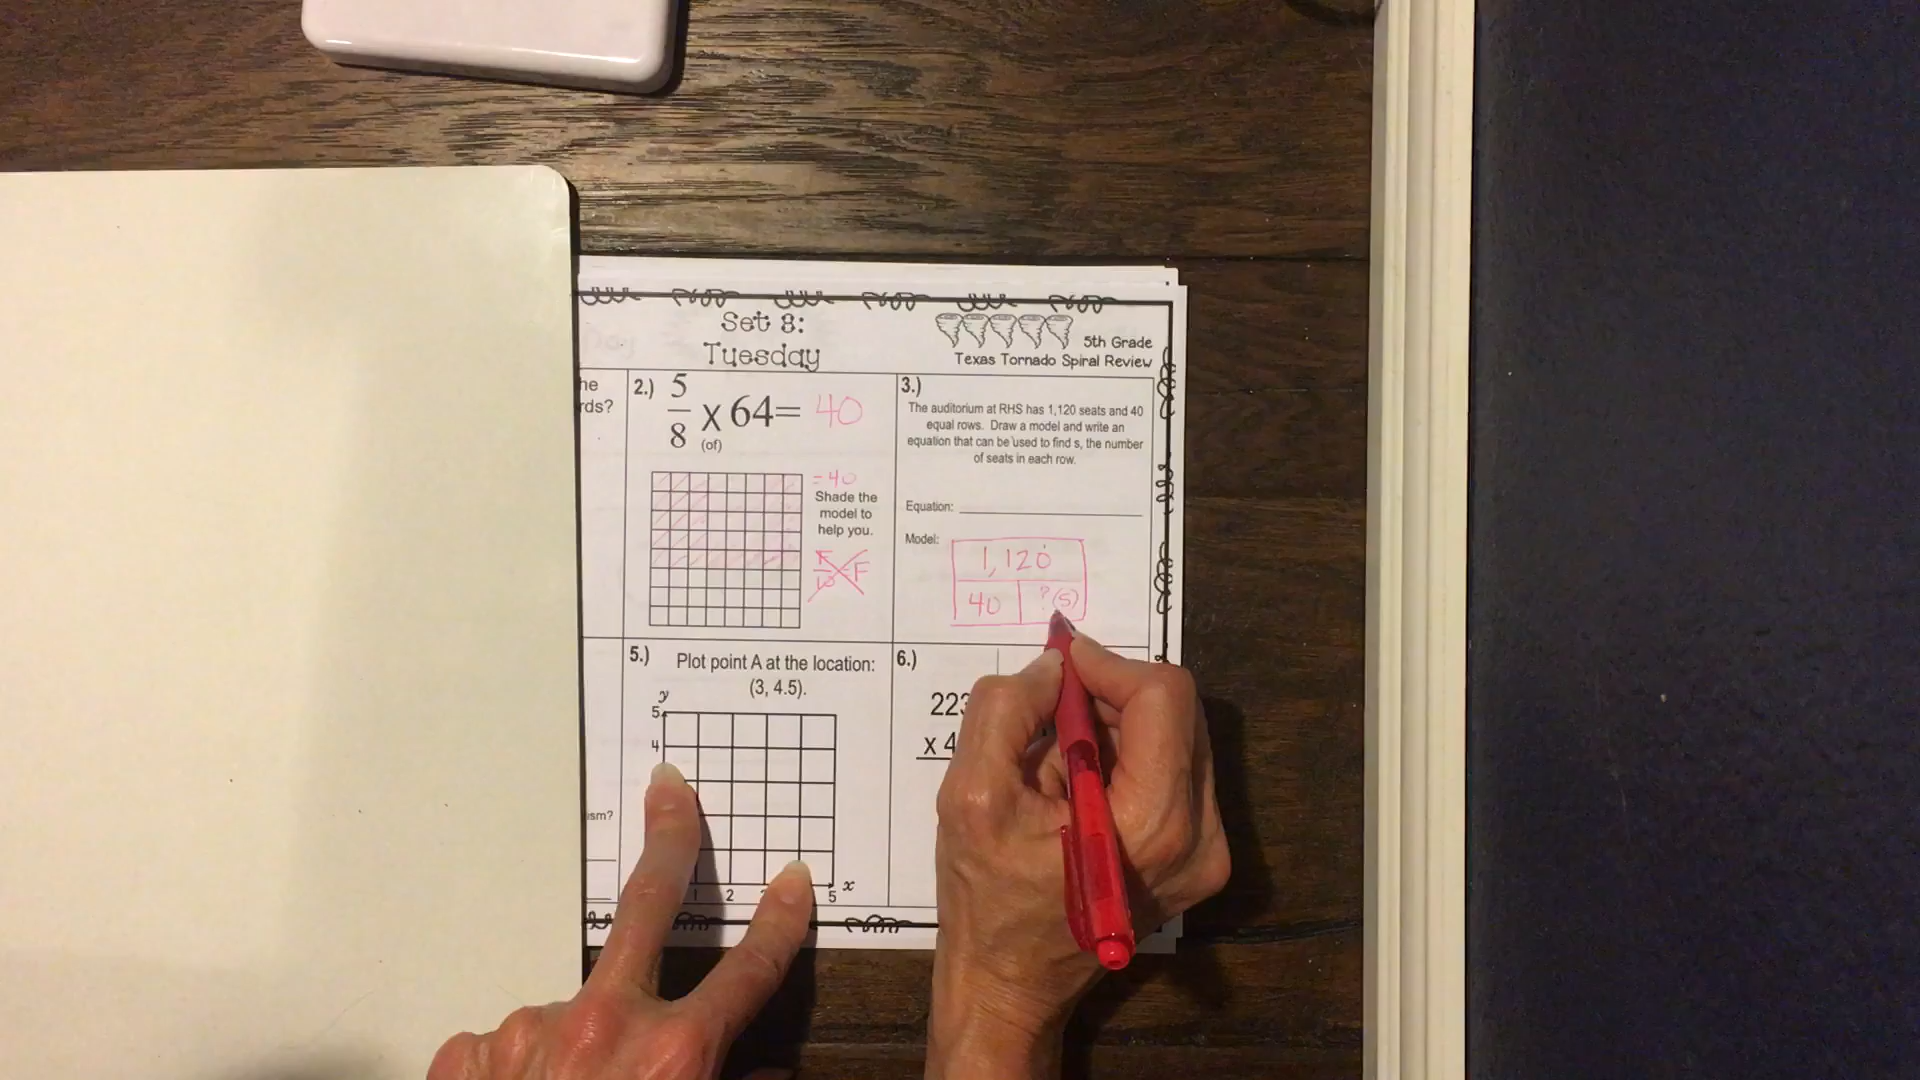 Set 8:
Tuesday
5th Grade
Texas Tornado Spiral Review
he
rds?
2.)
5
8
x 64= 40
(of)
= 40
Shade the
model to
help you.
3.)
The auditorium at RHS has 1,120 seats and 40
equal rows. Draw a model and write an
equation that can be used to find s, the number
of seats in each row.
Equation:
Model:
1,120
40 ?(s)
ism?
5.)
Plot point A at the location:
(3, 4.5).
y
5
4
1 2 5 x
6.)
223
x 4